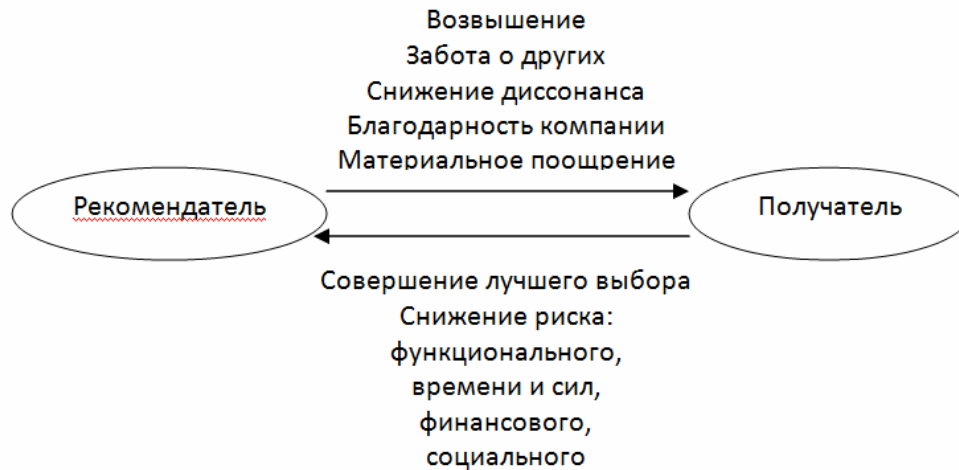 Возвышение
Забота о других
Снижение диссонанса
Благодарность компании
Материальное поощрение
Рекомендатель
Получатель
Совершение лучшего выбора
Снижение риска:
функционального,
времени и сил,
финансового,
социального